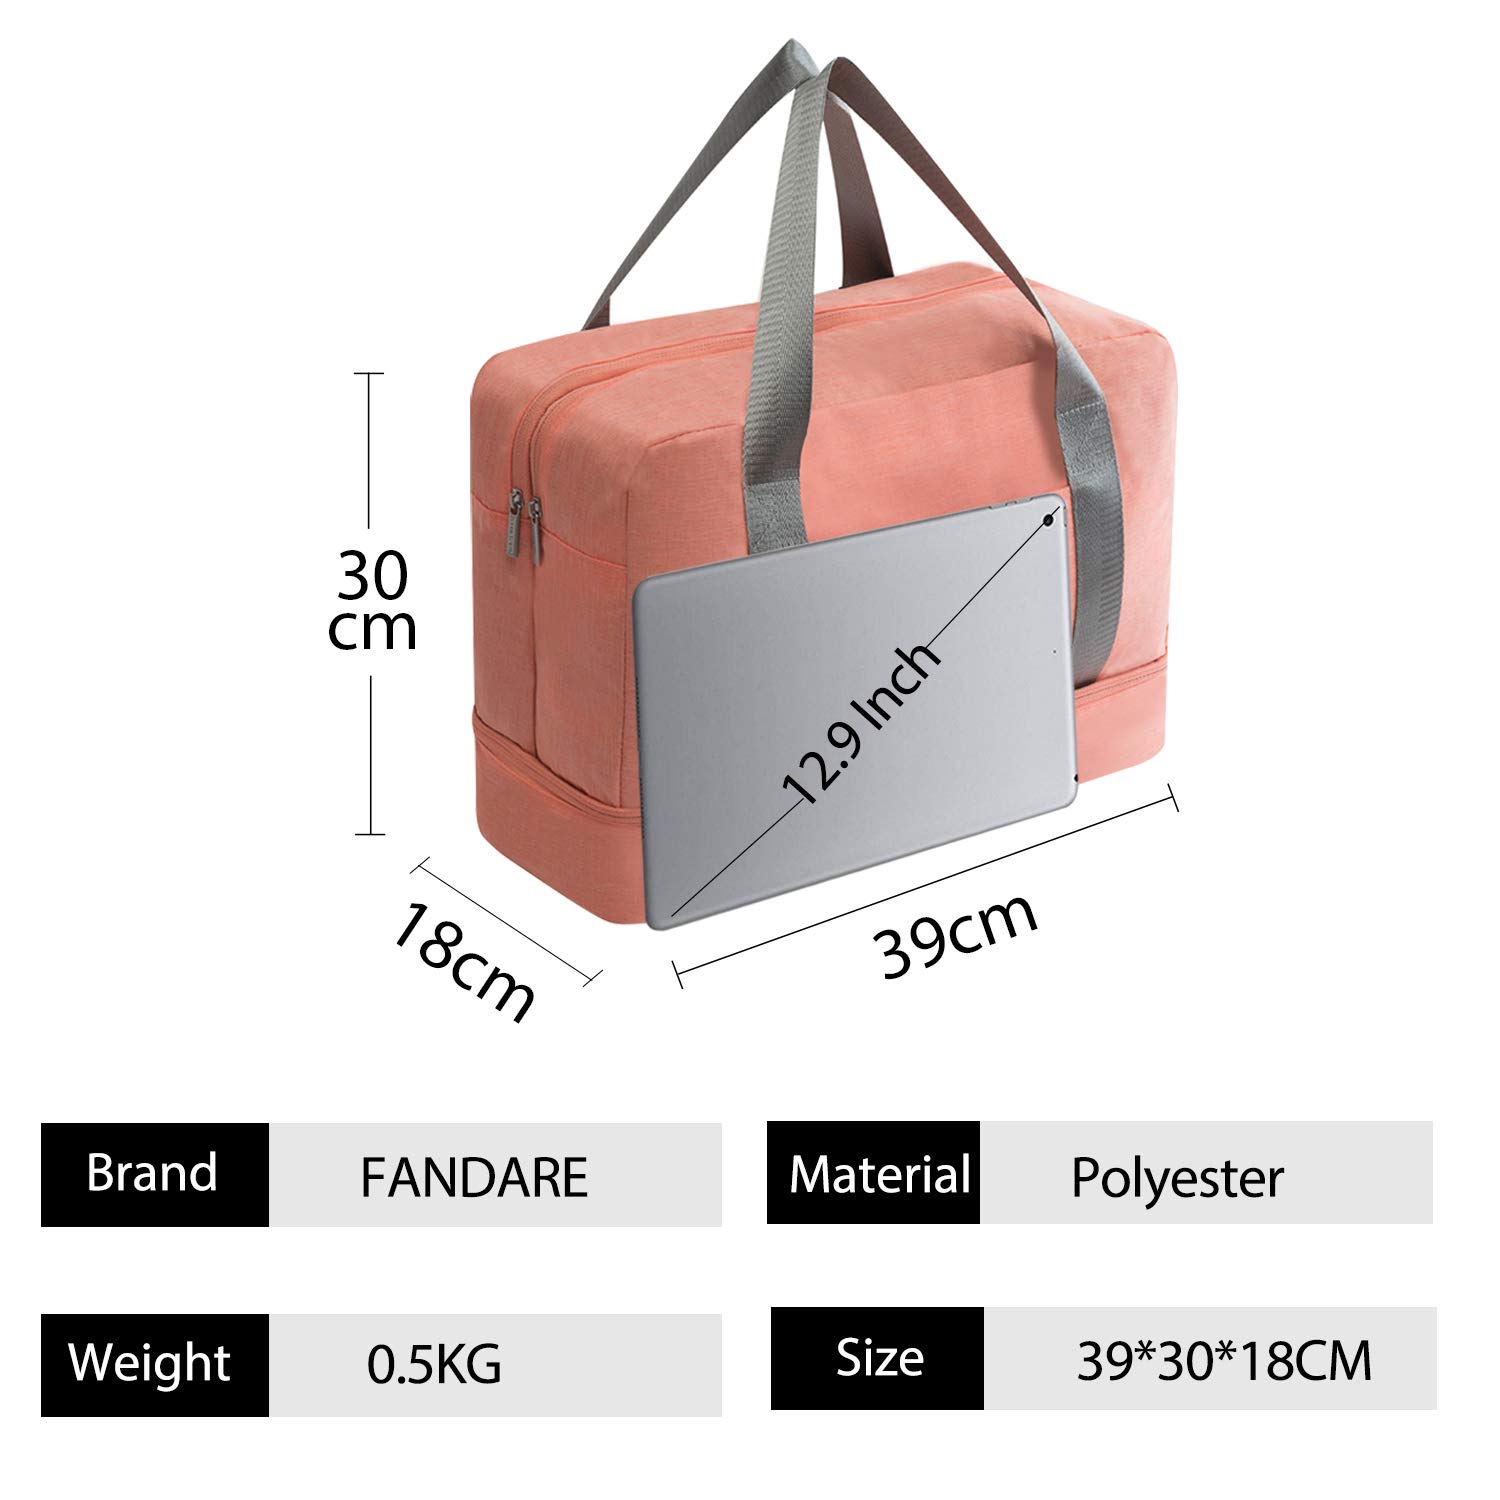 30
cm
12.9 Inch
18cm
39cm
Brand
FANDARE
Material
Polyester
Weight
0.5KG
Size
39*30*18CM